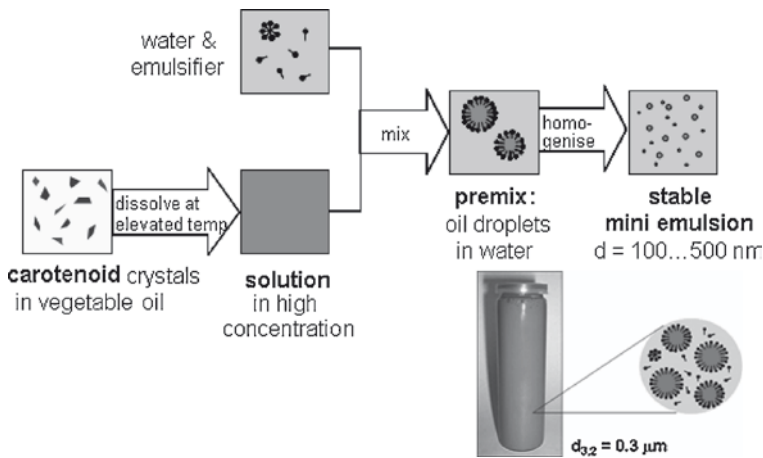 water &
emulsifier
mix
homo-
genise
dissolve at
elevated temp
premix:
oil droplets
in water
stable
mini emulsion
d = 100...500 nm
carotenoid crystals
in vegetable oil
solution
in high
concentration
d3,2 = 0.3 µm